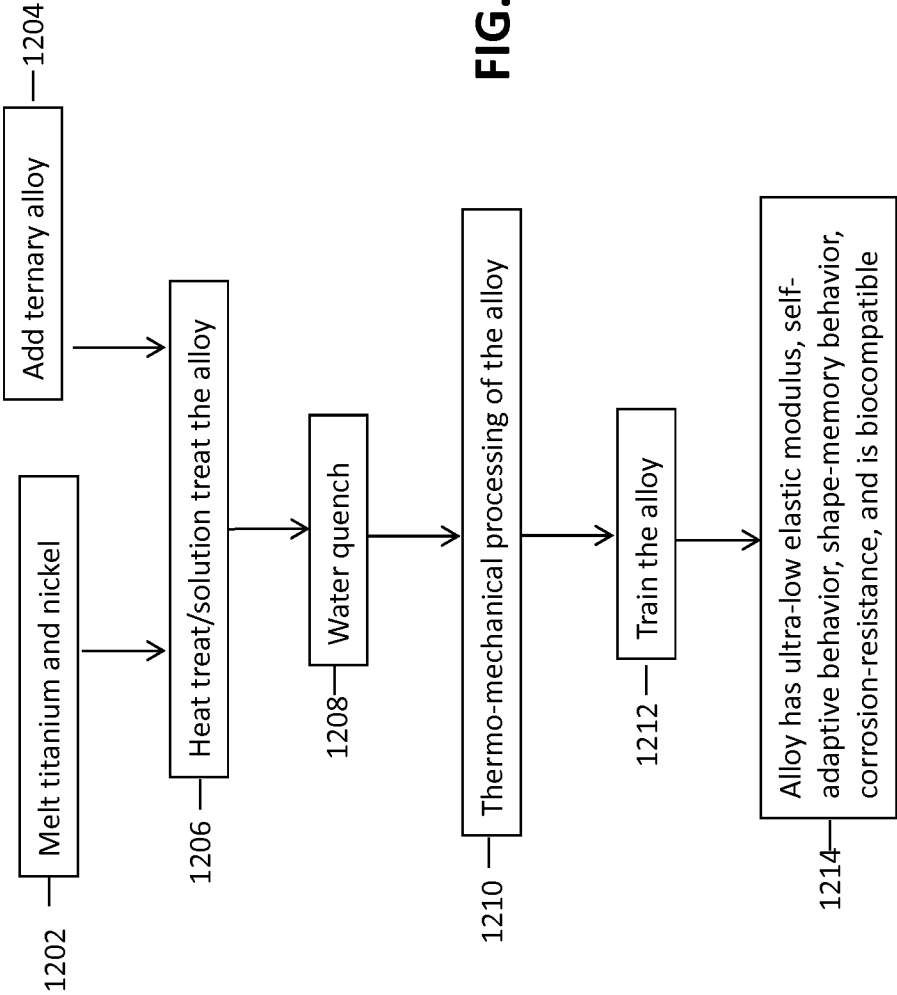 Melt titanium and nickel
1202
Add ternary alloy
1204
Heat treat/solution treat the alloy
1206
Water quench
1208
Thermo-mechanical processing of the alloy
1210
Train the alloy
1212
Alloy has ultra-low elastic modulus, self-
adaptive behavior, shape-memory behavior,
corrosion-resistance, and is biocompatible
1214
FIG.